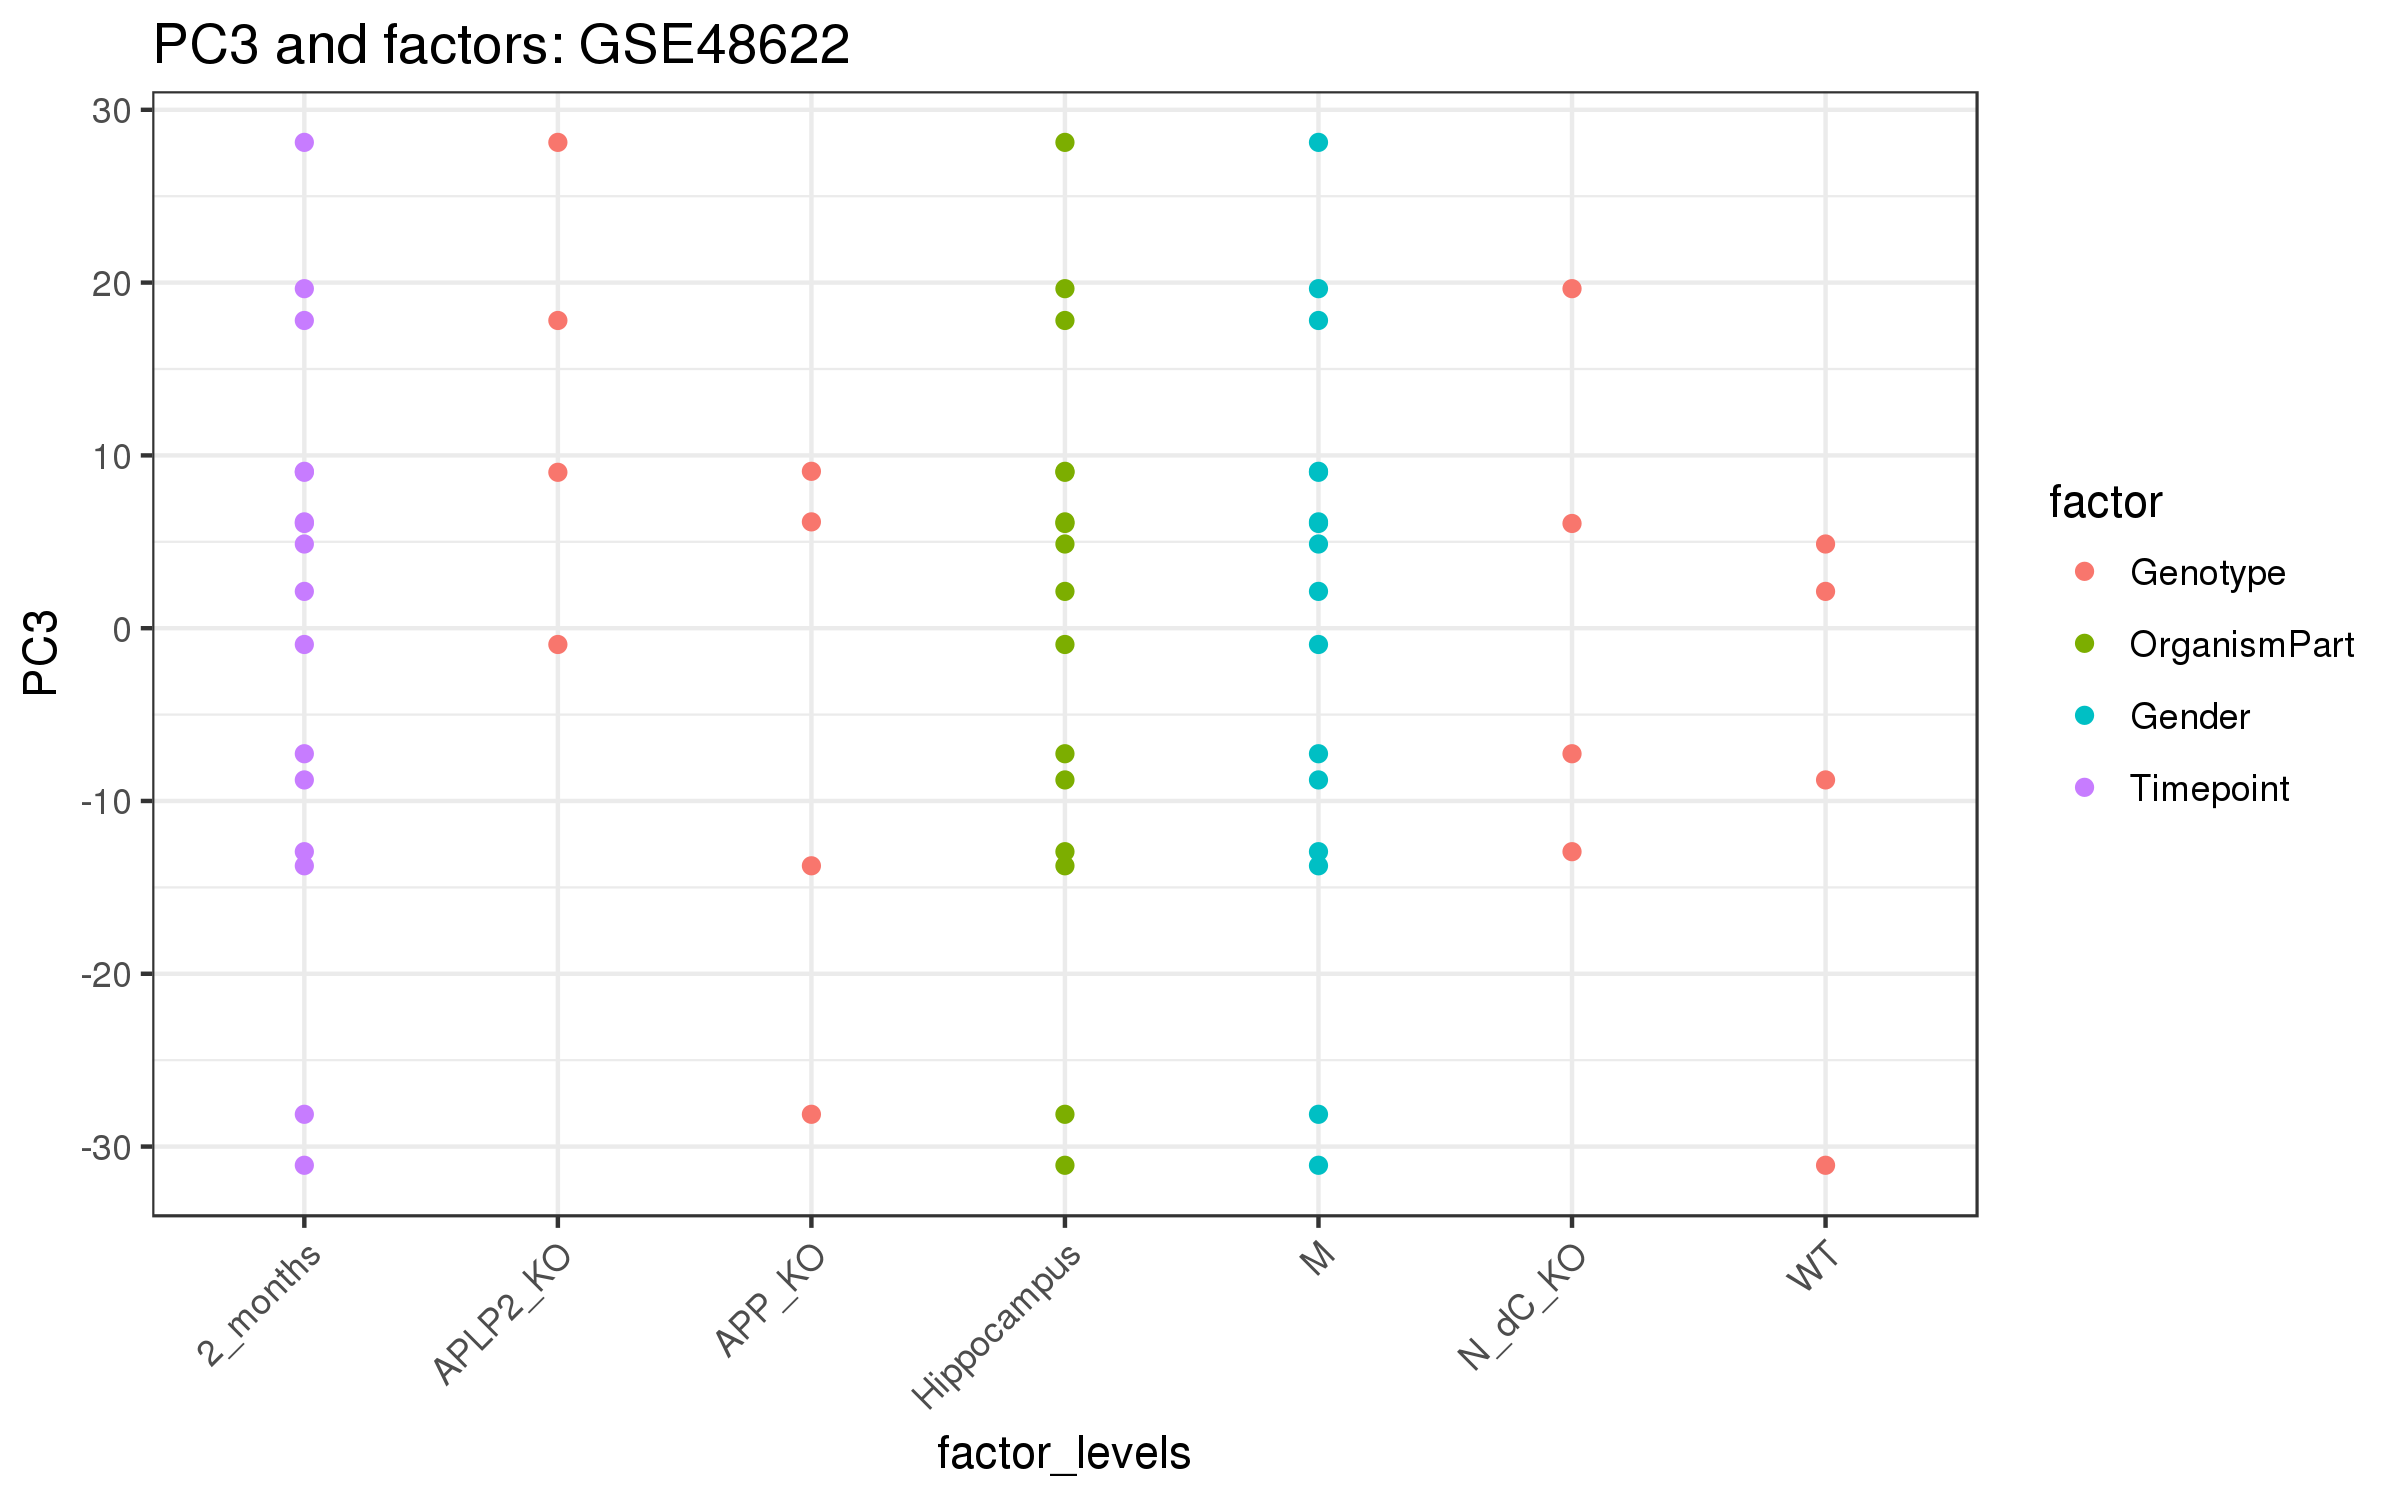 PC3 and factors: GSE48622
30
20
10
0
-10
-20
-30
PC3
2_months
APLP2_KO
APP_KO
Hippocampus
M
N_dC_KO
WT
factor_levels
factor
Genotype
OrganismPart
Gender
Timepoint